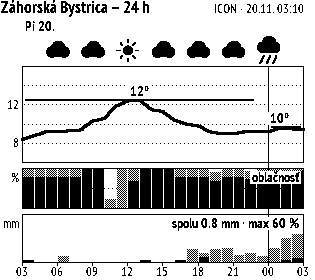 Záhorská Bystrica – 24 h
ICON · 20.11. 03:10
Pi 20.
12°
12
10°
8
%
oblačnosť
mm
spolu 0.8 mm · max 60 %
03 06 09 12 15 18 21 00 03